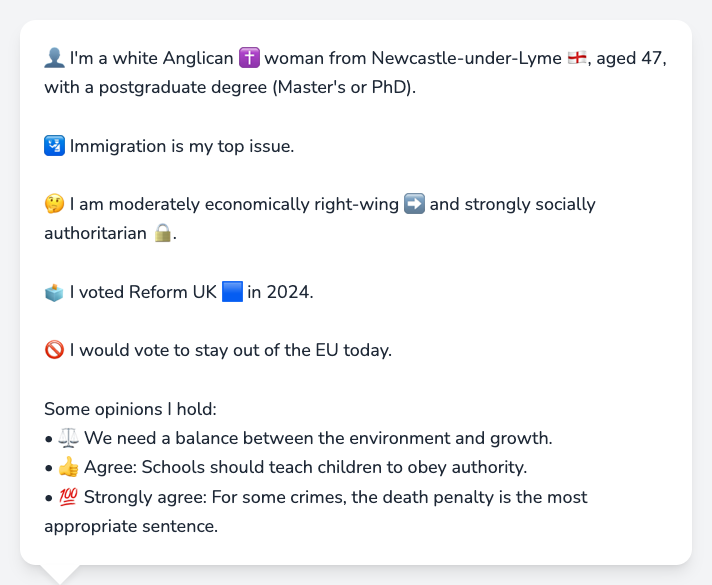 👤 I'm a white Anglican ✝️ woman from Newcastle-under-Lyme 🏴󠁧󠁢󠁥󠁮󠁧󠁿, aged 47,
with a postgraduate degree (Master's or PhD).
🛂 Immigration is my top issue.
🤔 I am moderately economically right-wing ➡️ and strongly socially
authoritarian 🔒.
🗳️ I voted Reform UK 🟦 in 2024.
🚫 I would vote to stay out of the EU today.
Some opinions I hold:
• ⚖️ We need a balance between the environment and growth.
• 👍 Agree: Schools should teach children to obey authority.
• 💯 Strongly agree: For some crimes, the death penalty is the most
appropriate sentence.